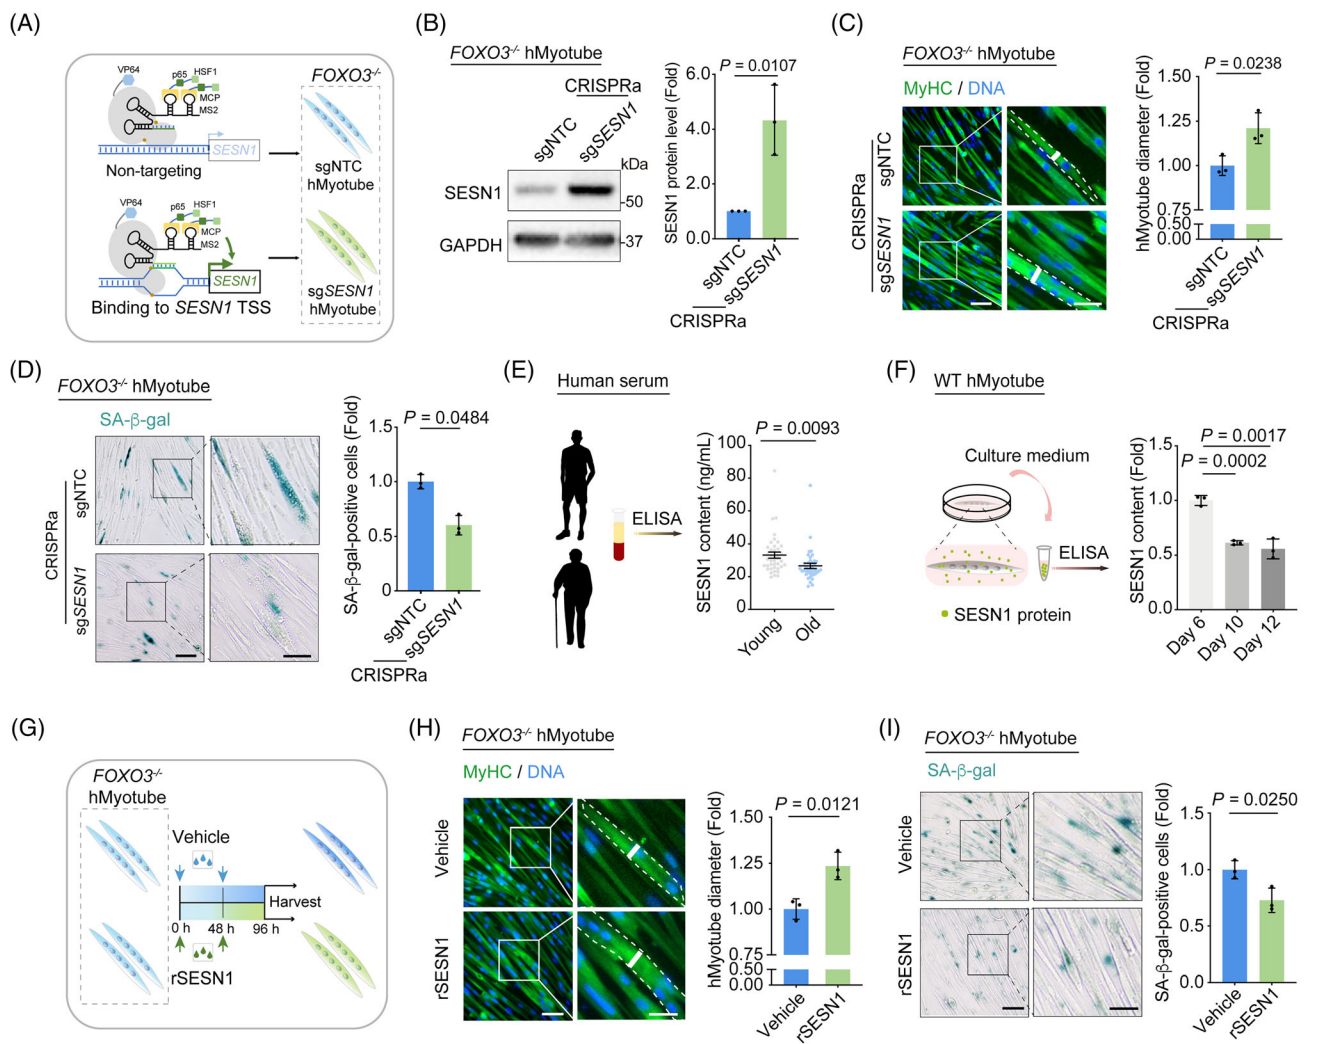 (A)
VP64
p65
HSF1
MCP
MS2
SESN1
Non-targeting
FOXO3-/-
sgNTC
hMyotube
VP64
p65
HSF1
MCP
MS2
SESN1
Binding to SESN1 TSS
sgSESN1
hMyotube
(B)
FOXO3-/- hMyotube
CRISPRa
sgNTC
sgSESN1
kDa
SESN1
-50
GAPDH
-37
SESN1 protein level (Fold)
P = 0.0107
6.0
4.0
2.0
0.0
sgNTC
sgSESN1
CRISPRa
(C)
FOXO3-/- hMyotube
MyHC / DNA
CRISPRa
sgNTC
sgSESN1
hMyotube diameter (Fold)
P = 0.0238
1.50
1.25
1.00
0.75
0.50
0.00
sgNTC
sgSESN1
CRISPRa
(D)
FOXO3-/- hMyotube
SA-β-gal
CRISPRa
sgNTC
sgSESN1
SA-β-gal-positive cells (Fold)
P = 0.0484
1.5
1.0
0.5
0
sgNTC
sgSESN1
CRISPRa
(E)
Human serum
ELISA
SESN1 content (ng/mL)
P = 0.0093
100
80
60
40
20
0
Young
Old
(F)
WT hMyotube
Culture medium
ELISA
SESN1 protein
SESN1 content (Fold)
P = 0.0017
P = 0.0002
1.5
1.0
0.5
0.0
Day 6
Day 10
Day 12
(G)
FOXO3-/-
hMyotube
Vehicle
Harvest
0 h
48 h
96 h
rSESN1
(H)
FOXO3-/- hMyotube
MyHC / DNA
Vehicle
rSESN1
hMyotube diameter (Fold)
P = 0.0121
1.50
1.25
1.00
0.75
0.50
0.00
Vehicle
rSESN1
(I)
FOXO3-/- hMyotube
SA-β-gal
Vehicle
rSESN1
SA-β-gal-positive cells (Fold)
P = 0.0250
1.5
1.0
0.5
0.0
Vehicle
rSESN1